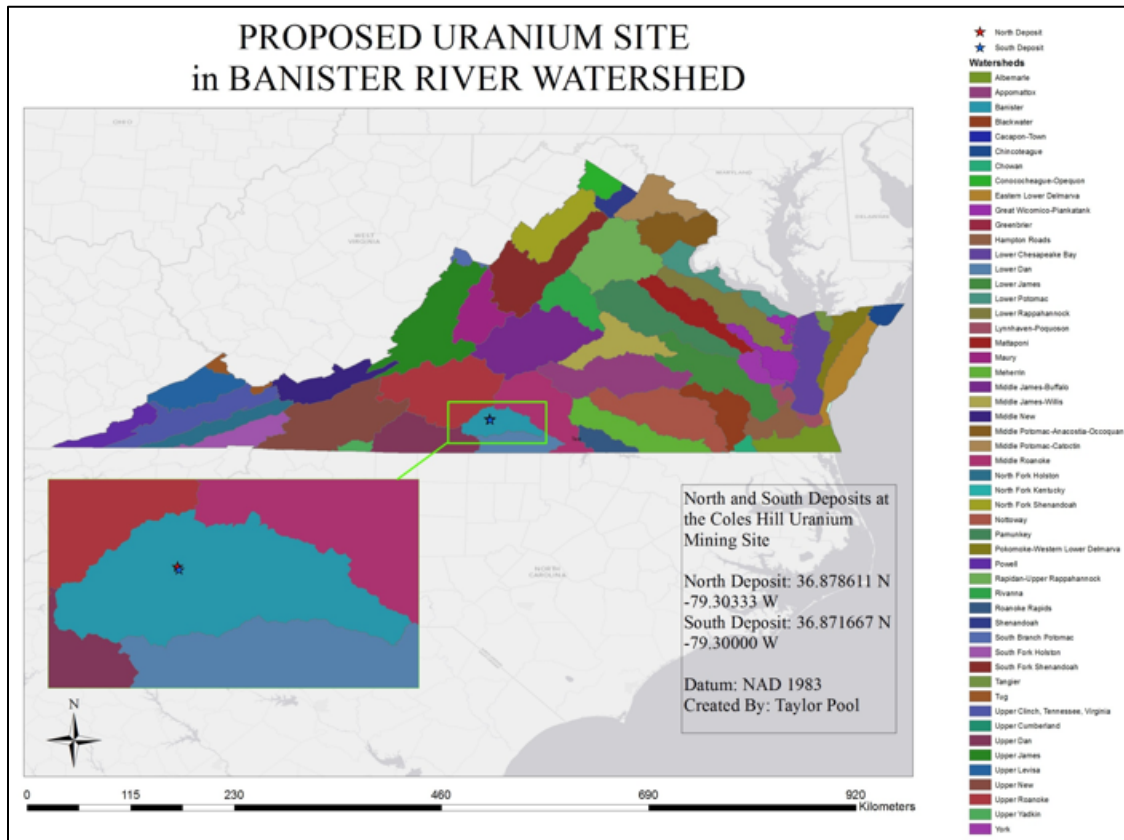 PROPOSED URANIUM SITE
in BANISTER RIVER WATERSHED
OHIO
WEST
VIRGINIA
MARYLAND
DELAWARE
NORTH
CAROLINA
North and South Deposits at
the Coles Hill Uranium
Mining Site
North Deposit: 36.878611 N
-79.30333 W
South Deposit: 36.871667 N
-79.30000 W
Datum: NAD 1983
Created By: Taylor Pool
N
0 115 230 460 690 920
Kilometers
North Deposit
South Deposit
Watersheds
Albemarle
Appomattox
Banister
Blackwater
Cacapon-Town
Chincoteague
Chowan
Conococheague-Opequon
Eastern Lower Delmarva
Great Wicomico-Piankatank
Greenbrier
Hampton Roads
Lower Chesapeake Bay
Lower Dan
Lower James
Lower Potomac
Lower Rappahannock
Lynnhaven-Poquoson
Mattaponi
Maury
Meherrin
Middle James-Buffalo
Middle James-Willis
Middle New
Middle Potomac-Anacostia-Occoquan
Middle Potomac-Catoctin
Middle Roanoke
North Fork Holston
North Fork Kentucky
North Fork Shenandoah
Nottoway
Pamunkey
Pokomoke-Western Lower Delmarva
Powell
Rapidan-Upper Rappahannock
Rivanna
Roanoke Rapids
Shenandoah
South Branch Potomac
South Fork Holston
South Fork Shenandoah
Tangier
Tug
Upper Clinch, Tennessee, Virginia
Upper Cumberland
Upper Dan
Upper James
Upper Levisa
Upper New
Upper Roanoke
Upper Yadkin
York